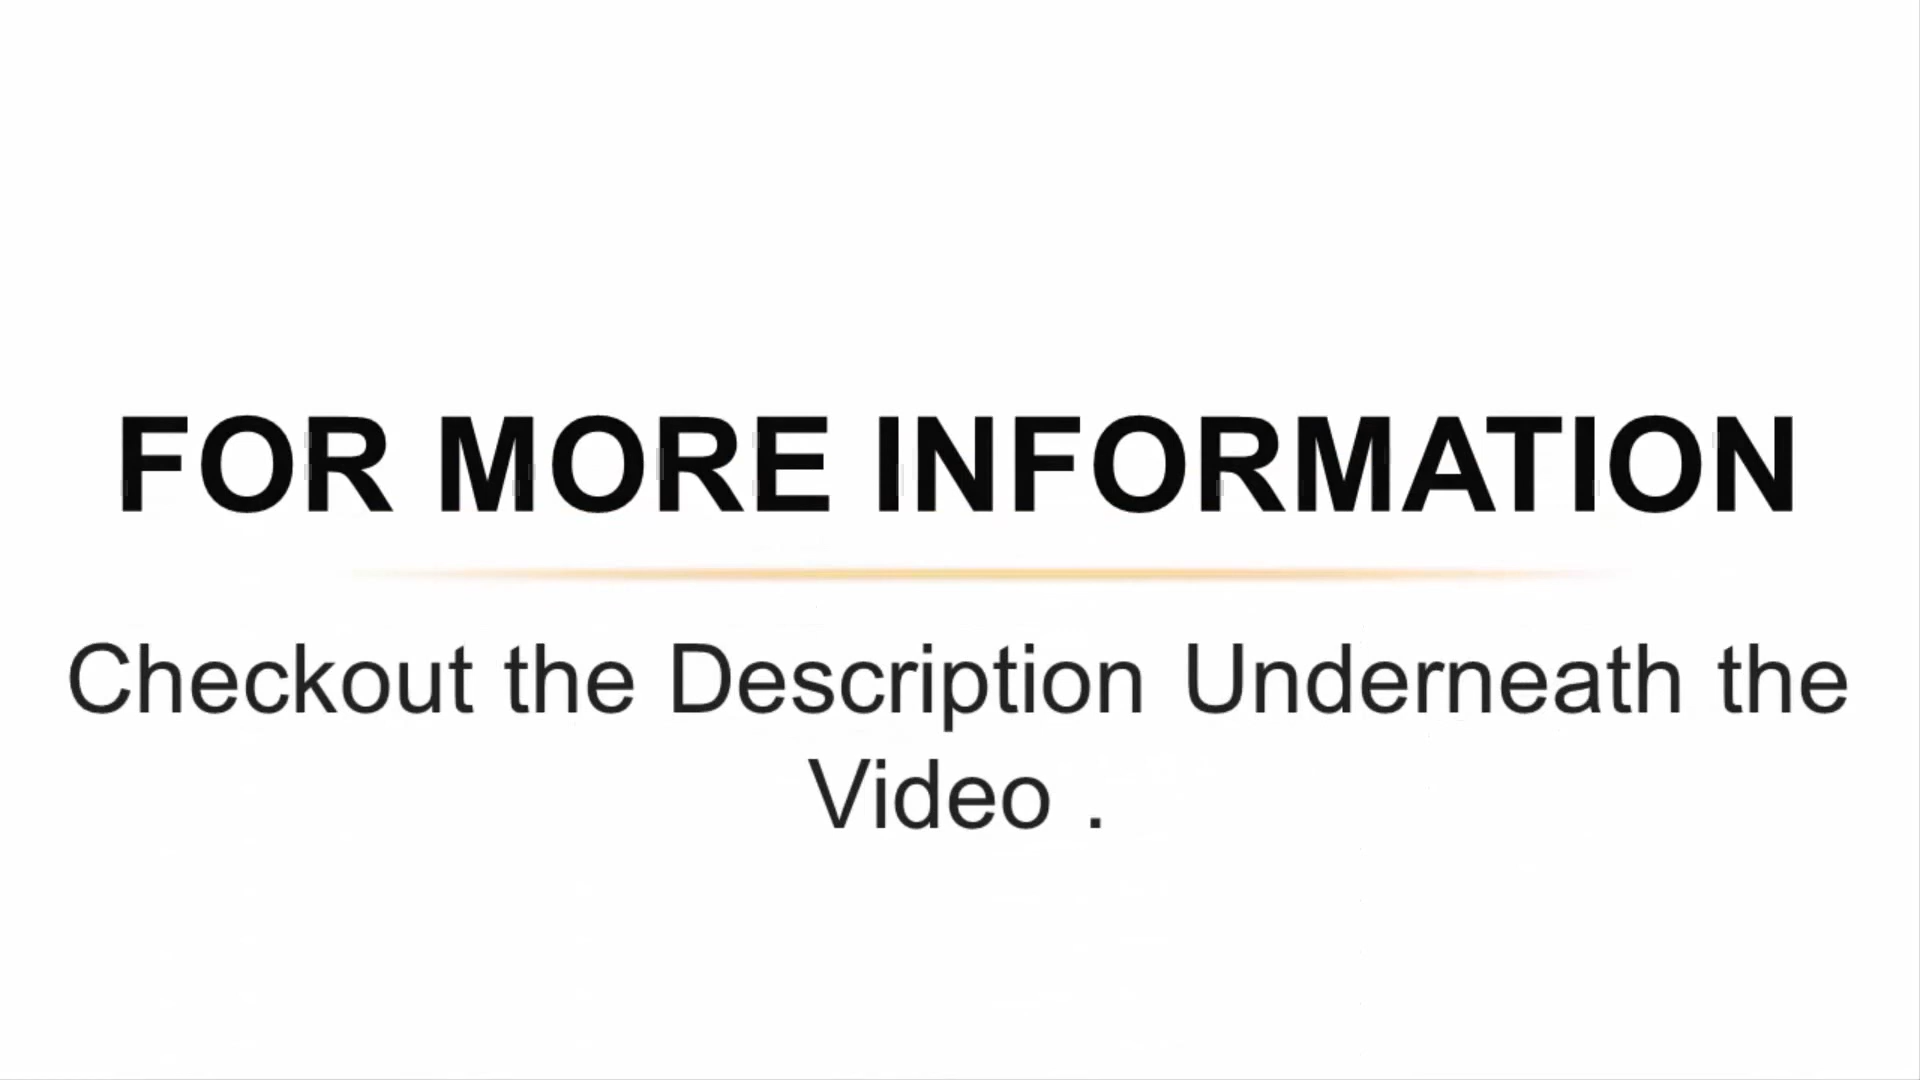 FOR MORE INFORMATION
Checkout the Description Underneath the
Video .